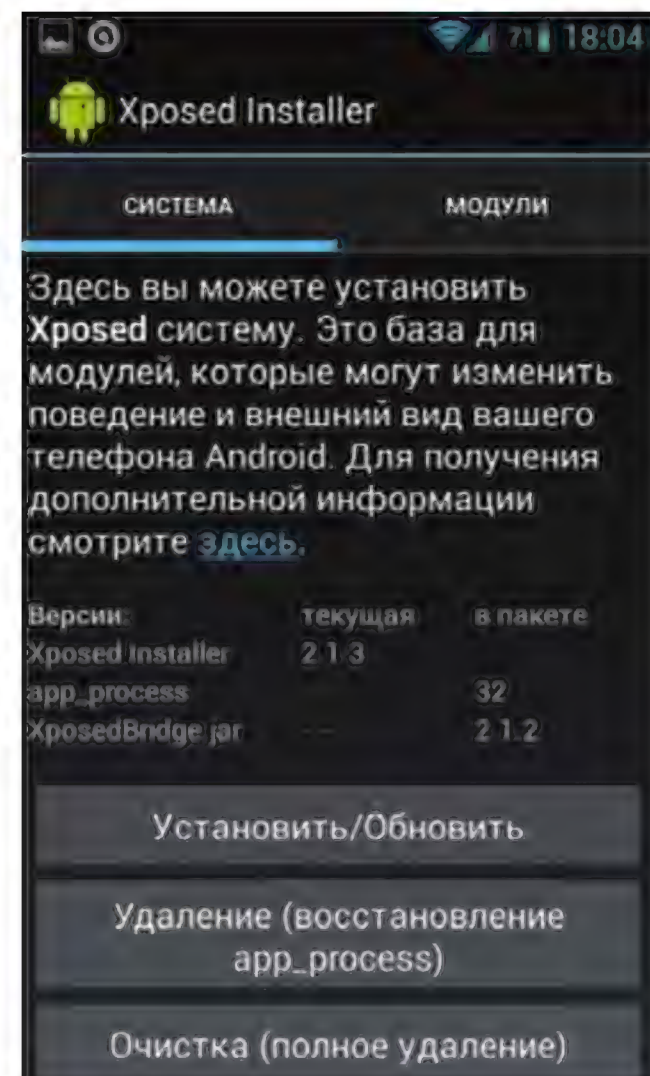 71 18:04
Xposed Installer
СИСТЕМА МОДУЛИ
Здесь вы можете установить
Xposed систему. Это база для
модулей, которые могут изменить
поведение и внешний вид вашего
телефона Android. Для получения
дополнительной информации
смотрите здесь.
Версии: текущая в пакете
Xposed Installer 2.1.3
app_process 32
XposedBridge.jar -- 2.1.2
Установить/Обновить
Удаление (восстановление
app_process)
Очистка (полное удаление)